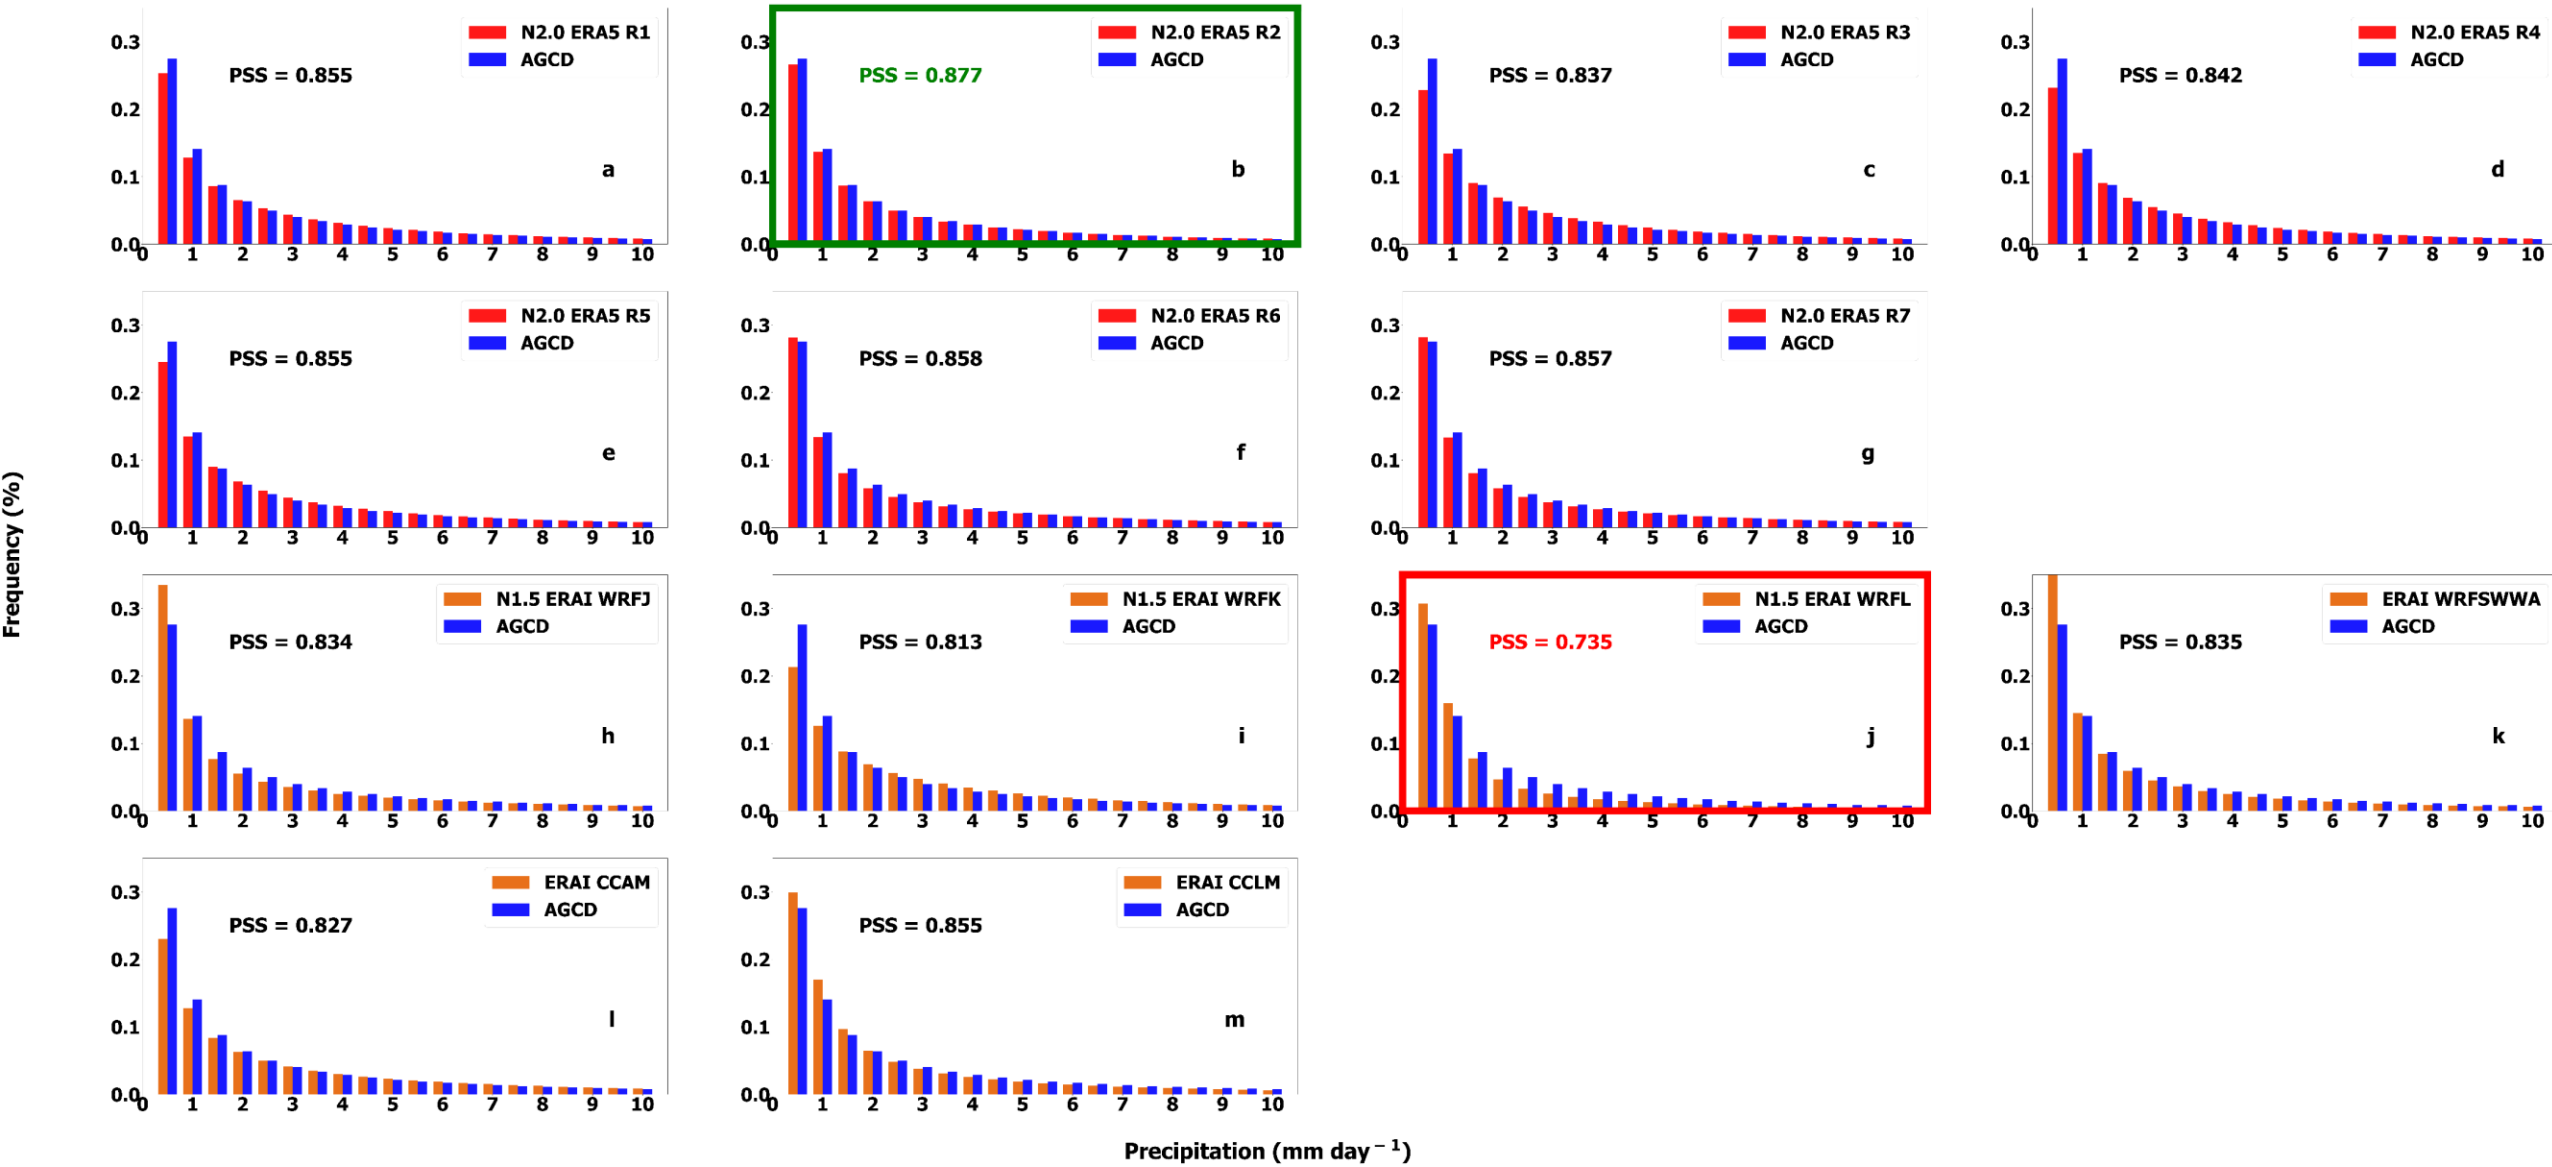 N2.0 ERA5 R1
AGCD
PSS = 0.855
a
0.3
0.2
0.1
0.0
0 1 2 3 4 5 6 7 8 9 10
N2.0 ERA5 R2
AGCD
PSS = 0.877
b
0.3
0.2
0.1
0.0
0 1 2 3 4 5 6 7 8 9 10
N2.0 ERA5 R3
AGCD
PSS = 0.837
c
0.3
0.2
0.1
0.0
0 1 2 3 4 5 6 7 8 9 10
N2.0 ERA5 R4
AGCD
PSS = 0.842
d
0.3
0.2
0.1
0.0
0 1 2 3 4 5 6 7 8 9 10
N2.0 ERA5 R5
AGCD
PSS = 0.855
e
0.3
0.2
0.1
0.0
0 1 2 3 4 5 6 7 8 9 10
N2.0 ERA5 R6
AGCD
PSS = 0.858
f
0.3
0.2
0.1
0.0
0 1 2 3 4 5 6 7 8 9 10
N2.0 ERA5 R7
AGCD
PSS = 0.857
g
0.3
0.2
0.1
0.0
0 1 2 3 4 5 6 7 8 9 10
Frequency (%)
N1.5 ERAI WRFJ
AGCD
PSS = 0.834
h
0.3
0.2
0.1
0.0
0 1 2 3 4 5 6 7 8 9 10
N1.5 ERAI WRFK
AGCD
PSS = 0.813
i
0.3
0.2
0.1
0.0
0 1 2 3 4 5 6 7 8 9 10
N1.5 ERAI WRFL
AGCD
PSS = 0.735
j
0.3
0.2
0.1
0.0
0 1 2 3 4 5 6 7 8 9 10
ERAI WRFSWWA
AGCD
PSS = 0.835
k
0.3
0.2
0.1
0.0
0 1 2 3 4 5 6 7 8 9 10
ERAI CCAM
AGCD
PSS = 0.827
l
0.3
0.2
0.1
0.0
0 1 2 3 4 5 6 7 8 9 10
ERAI CCLM
AGCD
PSS = 0.855
m
0.3
0.2
0.1
0.0
0 1 2 3 4 5 6 7 8 9 10
Precipitation (mm day⁻¹)